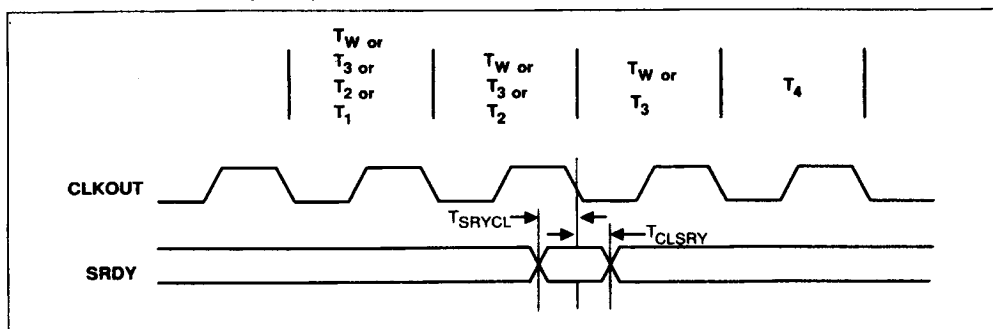 TW or
T3 or
T2 or
T1
TW or
T3 or
T2
TW or
T3
T4
CLKOUT
TSRYCL
TCLSRY
SRDY